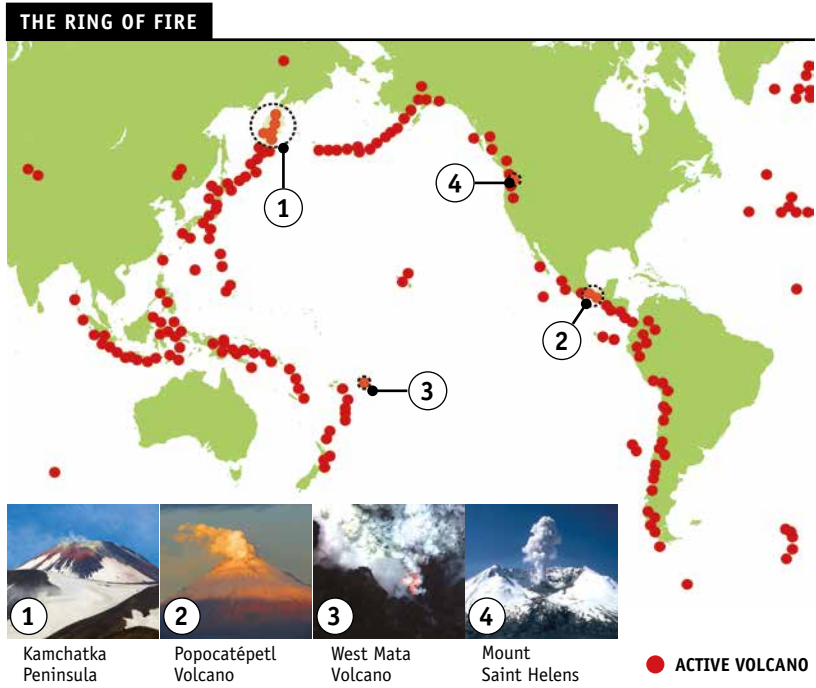 THE RING OF FIRE
1
4
2
3
1
2
3
4
Kamchatka
Peninsula
Popocatépetl
Volcano
West Mata
Volcano
Mount
Saint Helens
ACTIVE VOLCANO